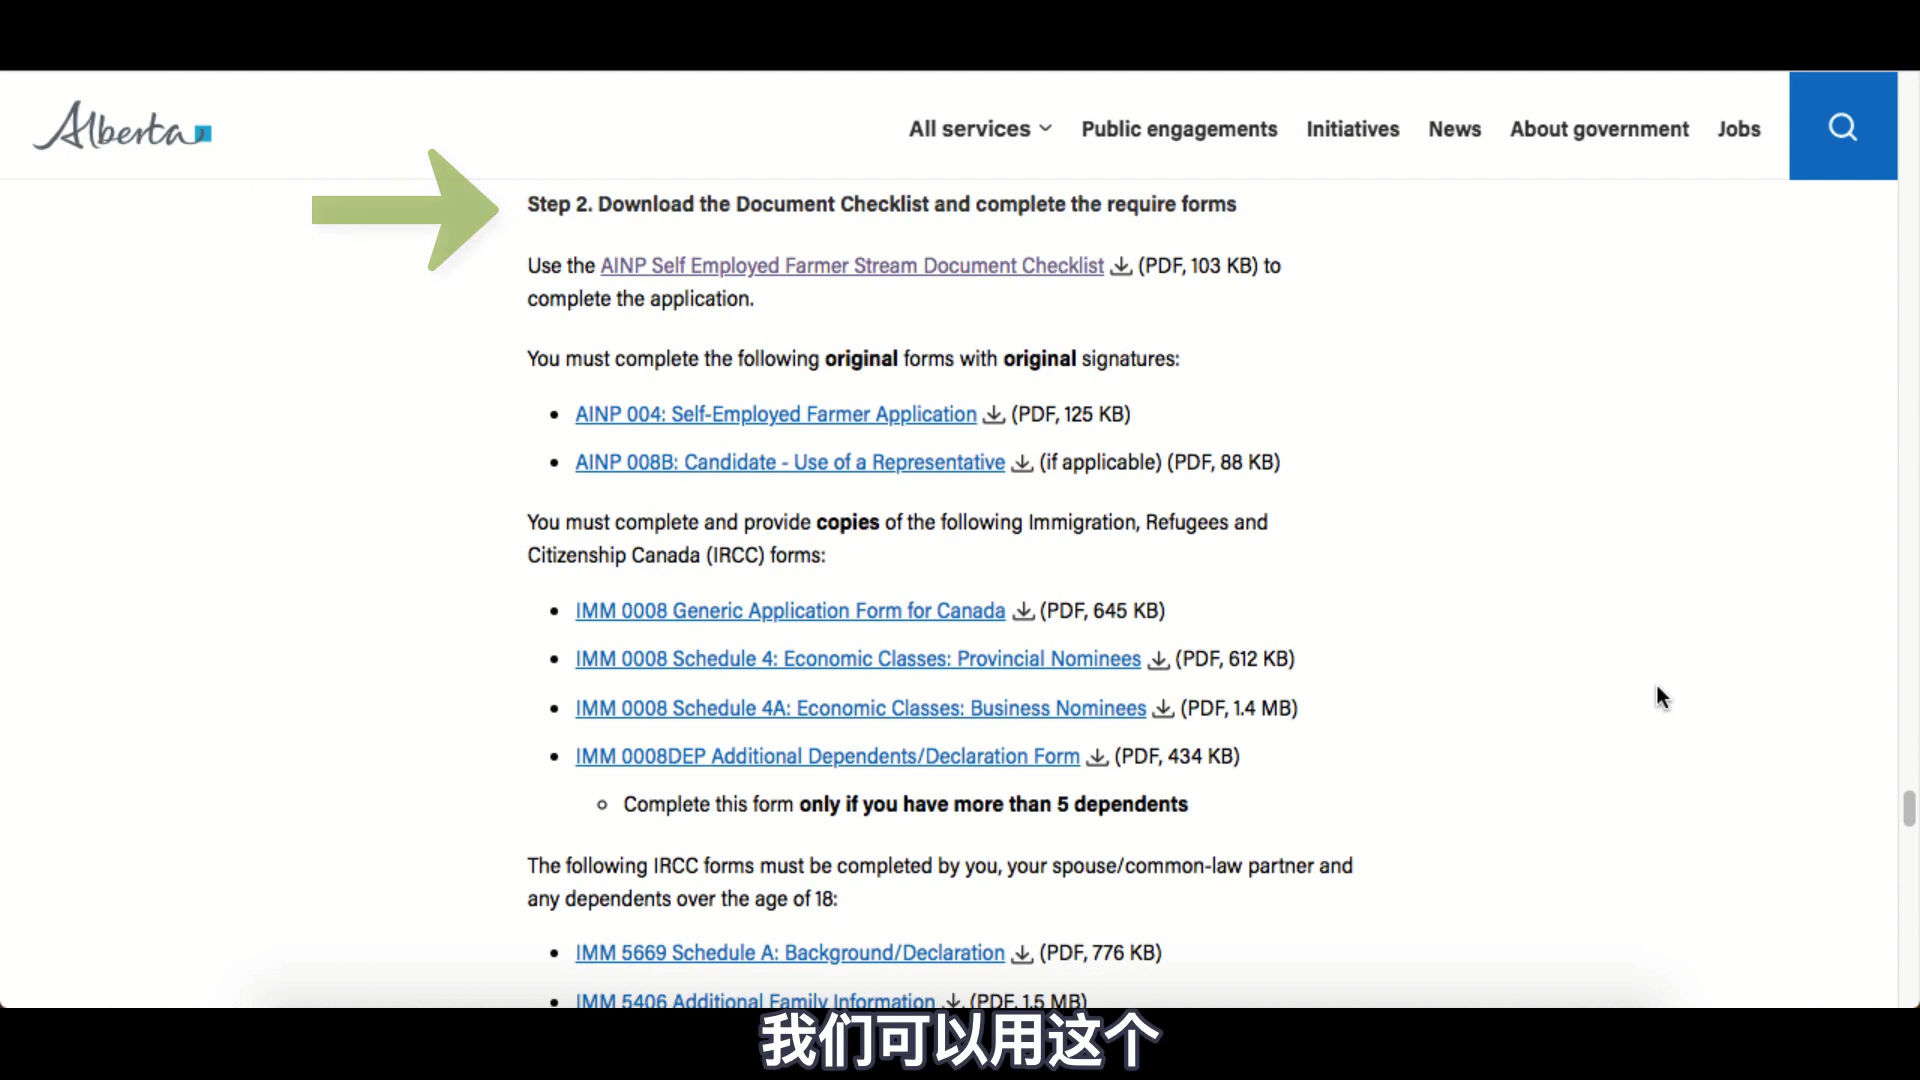 Alberta
All services Public engagements Initiatives News About government Jobs
Step 2. Download the Document Checklist and complete the require forms
Use the AINP Self Employed Farmer Stream Document Checklist (PDF, 103 KB) to
complete the application.
You must complete the following original forms with original signatures:
• AINP 004: Self-Employed Farmer Application (PDF, 125 KB)
• AINP 008B: Candidate - Use of a Representative (if applicable) (PDF, 88 KB)
You must complete and provide copies of the following Immigration, Refugees and
Citizenship Canada (IRCC) forms:
• IMM 0008 Generic Application Form for Canada (PDF, 645 KB)
• IMM 0008 Schedule 4: Economic Classes: Provincial Nominees (PDF, 612 KB)
• IMM 0008 Schedule 4A: Economic Classes: Business Nominees (PDF, 1.4 MB)
• IMM 0008DEP Additional Dependents/Declaration Form (PDF, 434 KB)
○ Complete this form only if you have more than 5 dependents
The following IRCC forms must be completed by you, your spouse/common-law partner and
any dependents over the age of 18:
• IMM 5669 Schedule A: Background/Declaration (PDF, 776 KB)
• IMM 5406 Additional Family Information (PDF, 1.5 MB)
我们可以用这个